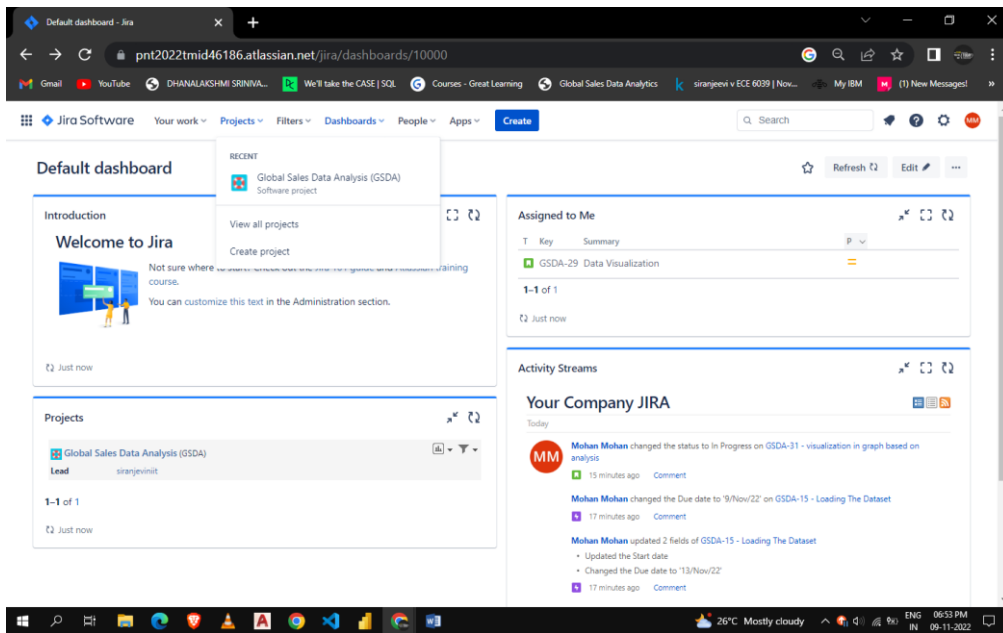 Default dashboard - Jira
pnt2022tmid46186.atlassian.net/jira/dashboards/10000
Gmail YouTube DHANALAKSHMI SRINIVA... We'll take the CASE | SQL Courses - Great Learning Global Sales Data Analytics siranjeevi v ECE 6039 | Nov... My IBM (1) New Messages! »
Jira Software Your work Projects Filters Dashboards People Apps Create Search MM
Default dashboard
Refresh Edit
RECENT
Global Sales Data Analysis (GSDA)
Software project
View all projects
Create project
Introduction
Welcome to Jira
Not sure where training
course.
You can customize this text in the Administration section.
Just now
Projects
Global Sales Data Analysis (GSDA)
Lead siranjeviniit
1–1 of 1
Just now
Assigned to Me
T Key Summary P
GSDA-29 Data Visualization
1–1 of 1
Just now
Activity Streams
Your Company JIRA
Today
MM
Mohan Mohan changed the status to In Progress on GSDA-31 - visualization in graph based on
analysis
15 minutes ago Comment
Mohan Mohan changed the Due date to '9/Nov/22' on GSDA-15 - Loading The Dataset
17 minutes ago Comment
Mohan Mohan updated 2 fields of GSDA-15 - Loading The Dataset
• Updated the Start date
• Changed the Due date to '13/Nov/22'
17 minutes ago Comment
26°C Mostly cloudy
ENG
IN
06:53 PM
09-11-2022